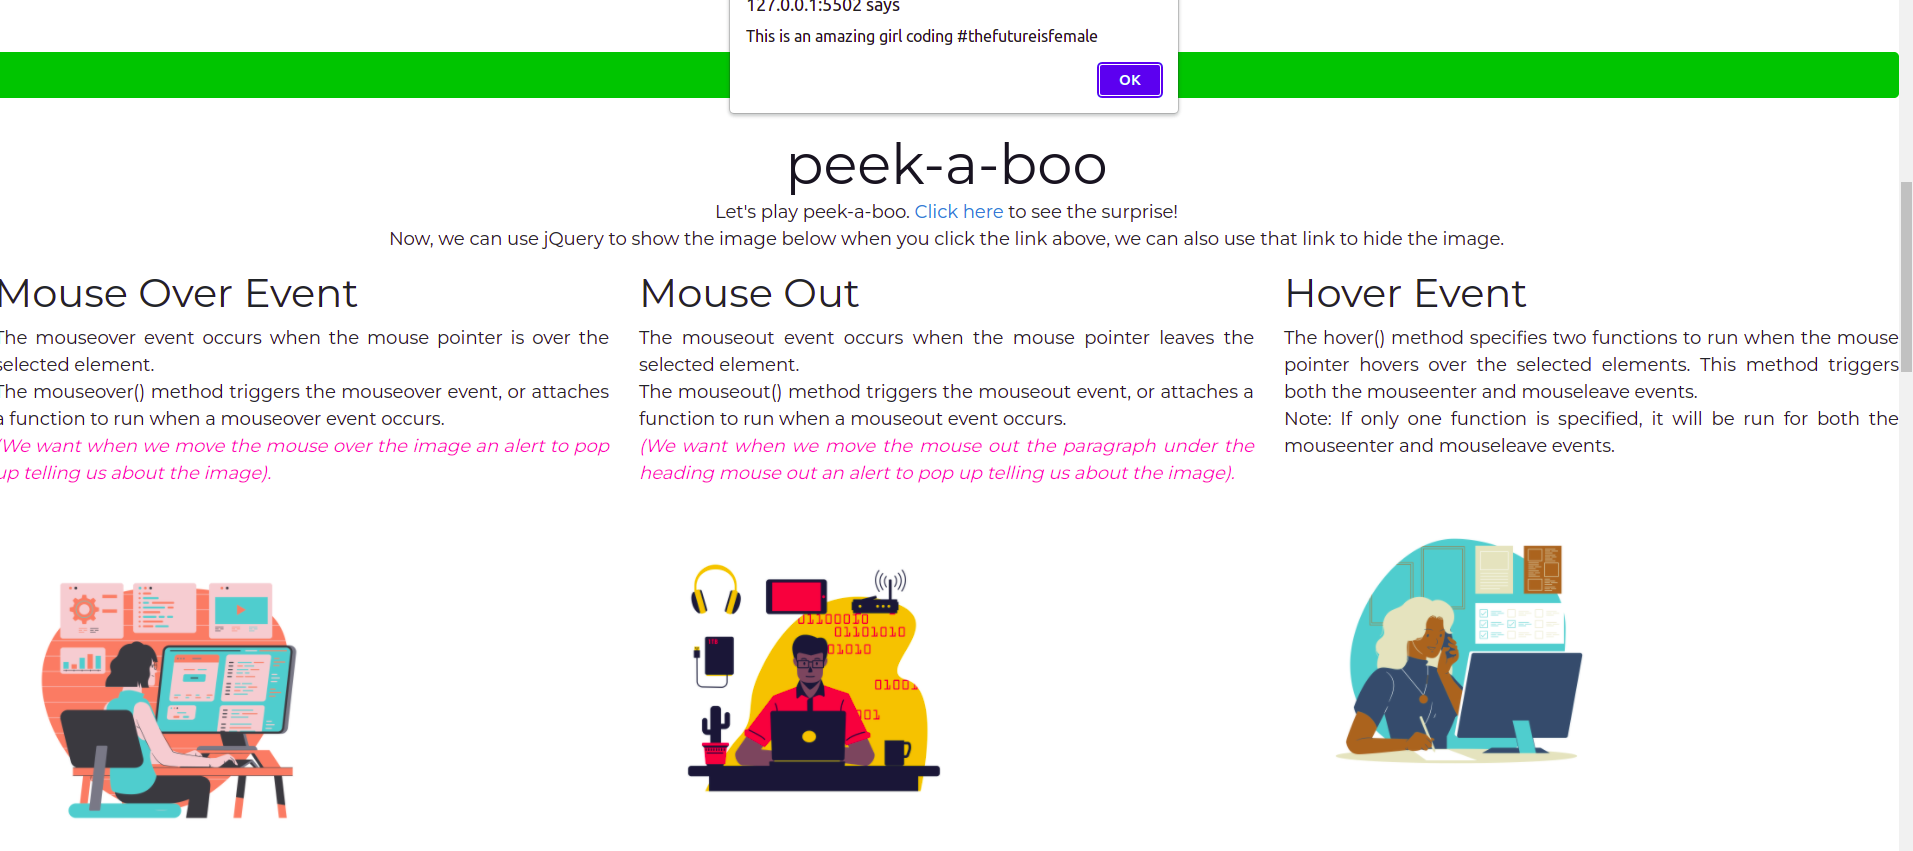 127.0.0.1:5502 says
This is an amazing girl coding #thefutureisfemale
OK
peek-a-boo
Let's play peek-a-boo. Click here to see the surprise!
Now, we can use jQuery to show the image below when you click the link above, we can also use that link to hide the image.
Mouse Over Event
The mouseover event occurs when the mouse pointer is over the
selected element.
The mouseover() method triggers the mouseover event, or attaches
a function to run when a mouseover event occurs.
(We want when we move the mouse over the image an alert to pop
up telling us about the image).
Mouse Out
The mouseout event occurs when the mouse pointer leaves the
selected element.
The mouseout() method triggers the mouseout event, or attaches a
function to run when a mouseout event occurs.
(We want when we move the mouse out the paragraph under the
heading mouse out an alert to pop up telling us about the image).
Hover Event
The hover() method specifies two functions to run when the mouse
pointer hovers over the selected elements. This method triggers
both the mouseenter and mouseleave events.
Note: If only one function is specified, it will be run for both the
mouseenter and mouseleave events.
01100010
01101010
01010
01001
001